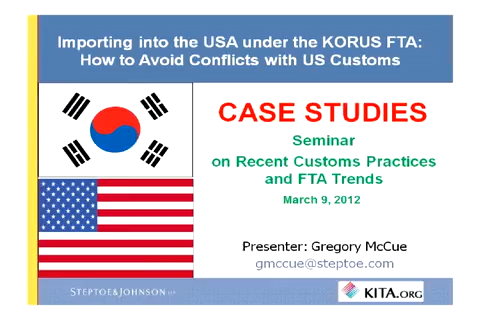 Importing into the USA under the KORUS FTA:
How to Avoid Conflicts with US Customs
CASE STUDIES
Seminar
on Recent Customs Practices
and FTA Trends
March 9, 2012
Presenter: Gregory McCue
gmccue@steptoe.com
STEPTOE & JOHNSON LLP
KITA.ORG